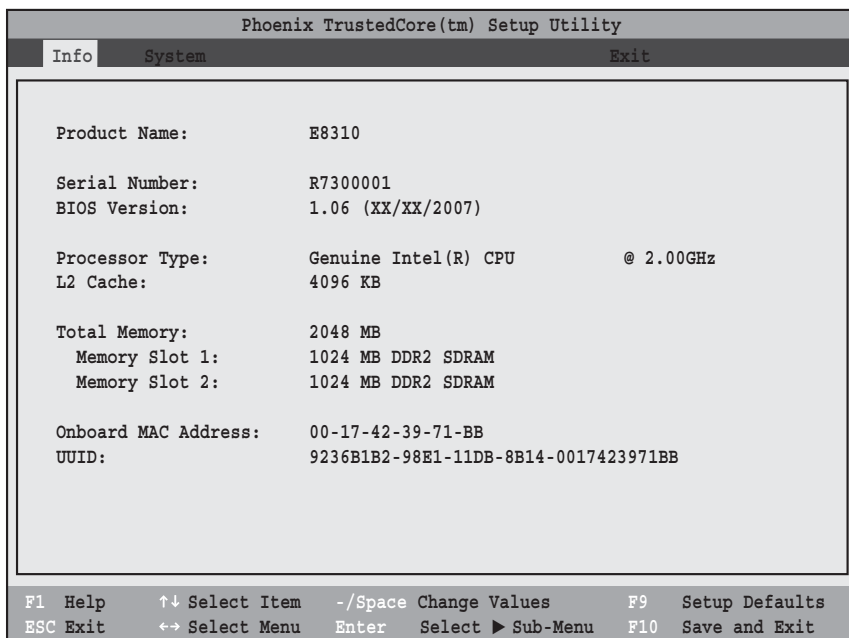 Phoenix TrustedCore(tm) Setup Utility
Info System Exit
Product Name: E8310
Serial Number: R7300001
BIOS Version: 1.06 (XX/XX/2007)
Processor Type: Genuine Intel(R) CPU @ 2.00GHz
L2 Cache: 4096 KB
Total Memory: 2048 MB
Memory Slot 1: 1024 MB DDR2 SDRAM
Memory Slot 2: 1024 MB DDR2 SDRAM
Onboard MAC Address: 00-17-42-39-71-BB
UUID: 9236B1B2-98E1-11DB-8B14-0017423971BB
F1 Help ↑↓ Select Item -/Space Change Values F9 Setup Defaults
ESC Exit ←→ Select Menu Enter Select ▶ Sub-Menu F10 Save and Exit